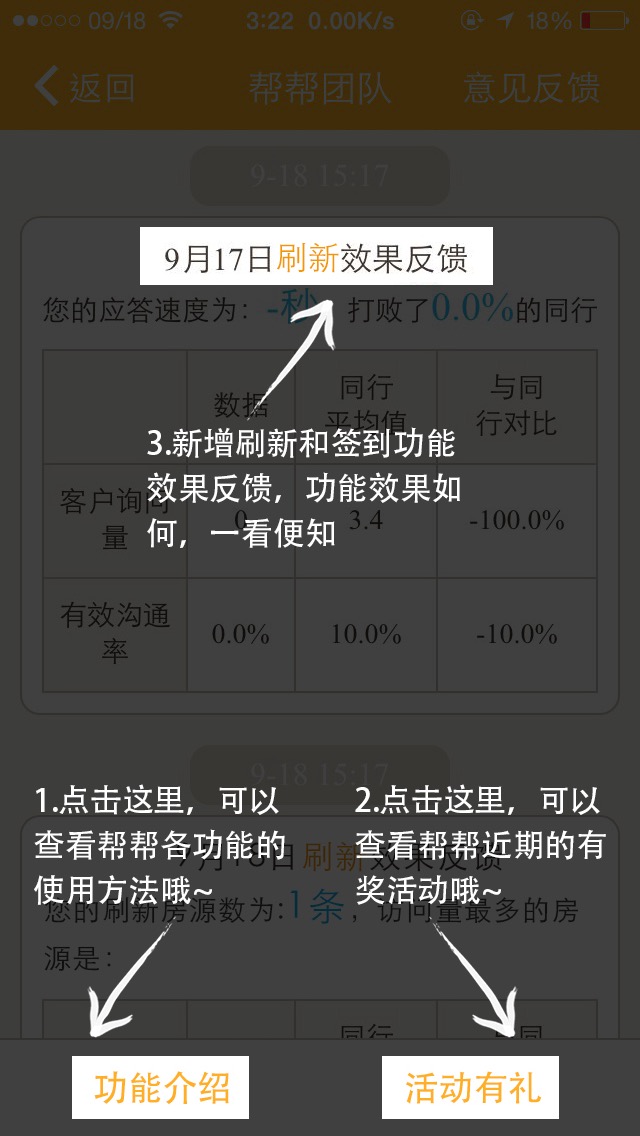 09/18 3:22 0.00K/s 18%
返回 帮帮团队 意见反馈
9-18 15:17
9月17日刷新效果反馈
您的应答速度为: -秒, 打败了0.0%的同行
数据 同行平均值 与同行对比
3.新增刷新和签到功能
效果反馈，功能效果如
何，一看便知
客户询问量 0 3.4 -100.0%
有效沟通率 0.0% 10.0% -10.0%
9-18 15:17
1.点击这里，可以
查看帮帮各功能的
使用方法哦~
2.点击这里，可以
查看帮帮近期的有
奖活动哦~
刷新效果反馈
您的刷新房源数为:1条，访问量最多的房
源是：
同行 与同
功能介绍 活动有礼